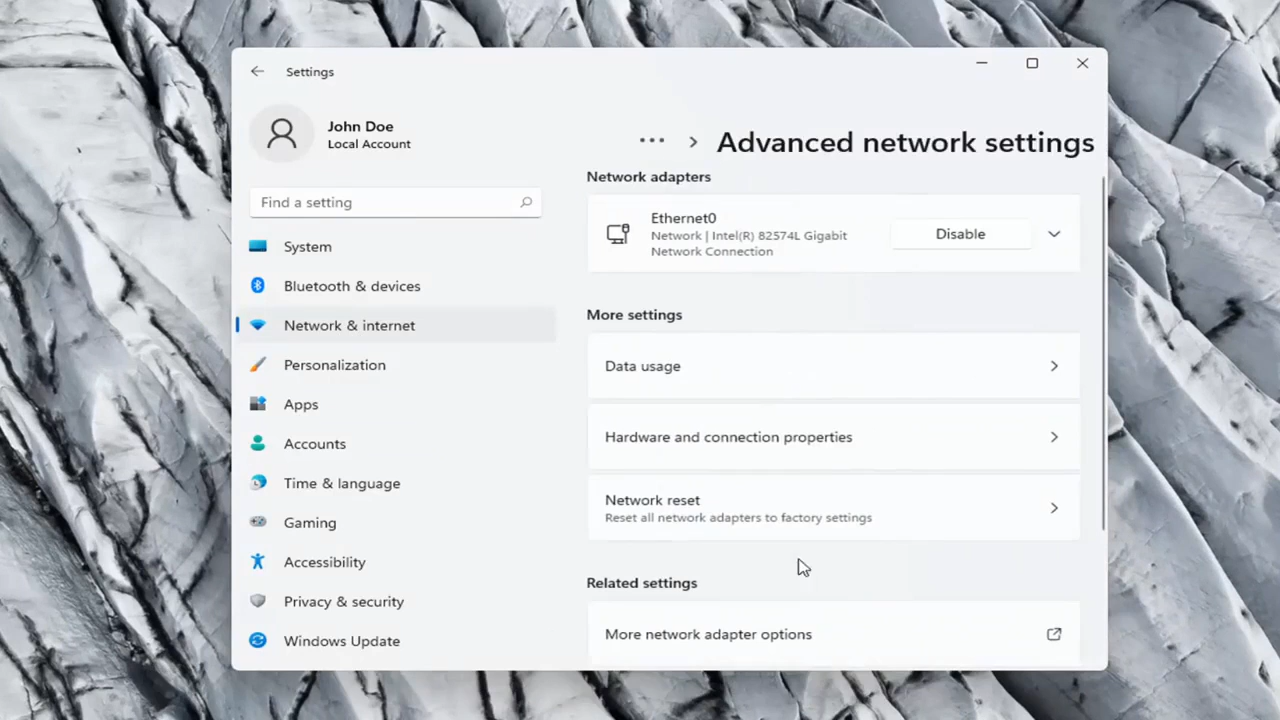 Settings
John Doe
Local Account
Find a setting
System
Bluetooth & devices
Network & internet
Personalization
Apps
Accounts
Time & language
Gaming
Accessibility
Privacy & security
Windows Update
Advanced network settings
Network adapters
Ethernet0
Network | Intel(R) 82574L Gigabit
Network Connection
Disable
More settings
Data usage
Hardware and connection properties
Network reset
Reset all network adapters to factory settings
Related settings
More network adapter options